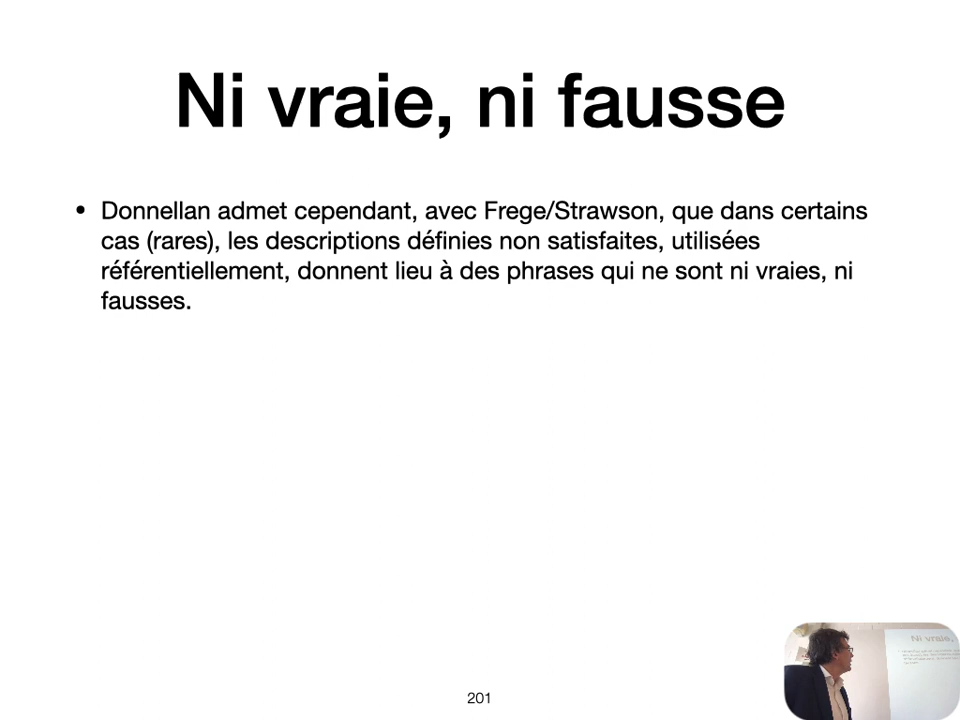 Ni vraie, ni fausse
• Donnellan admet cependant, avec Frege/Strawson, que dans certains
cas (rares), les descriptions définies non satisfaites, utilisées
référentiellement, donnent lieu à des phrases qui ne sont ni vraies, ni
fausses.
Ni vraie,
201